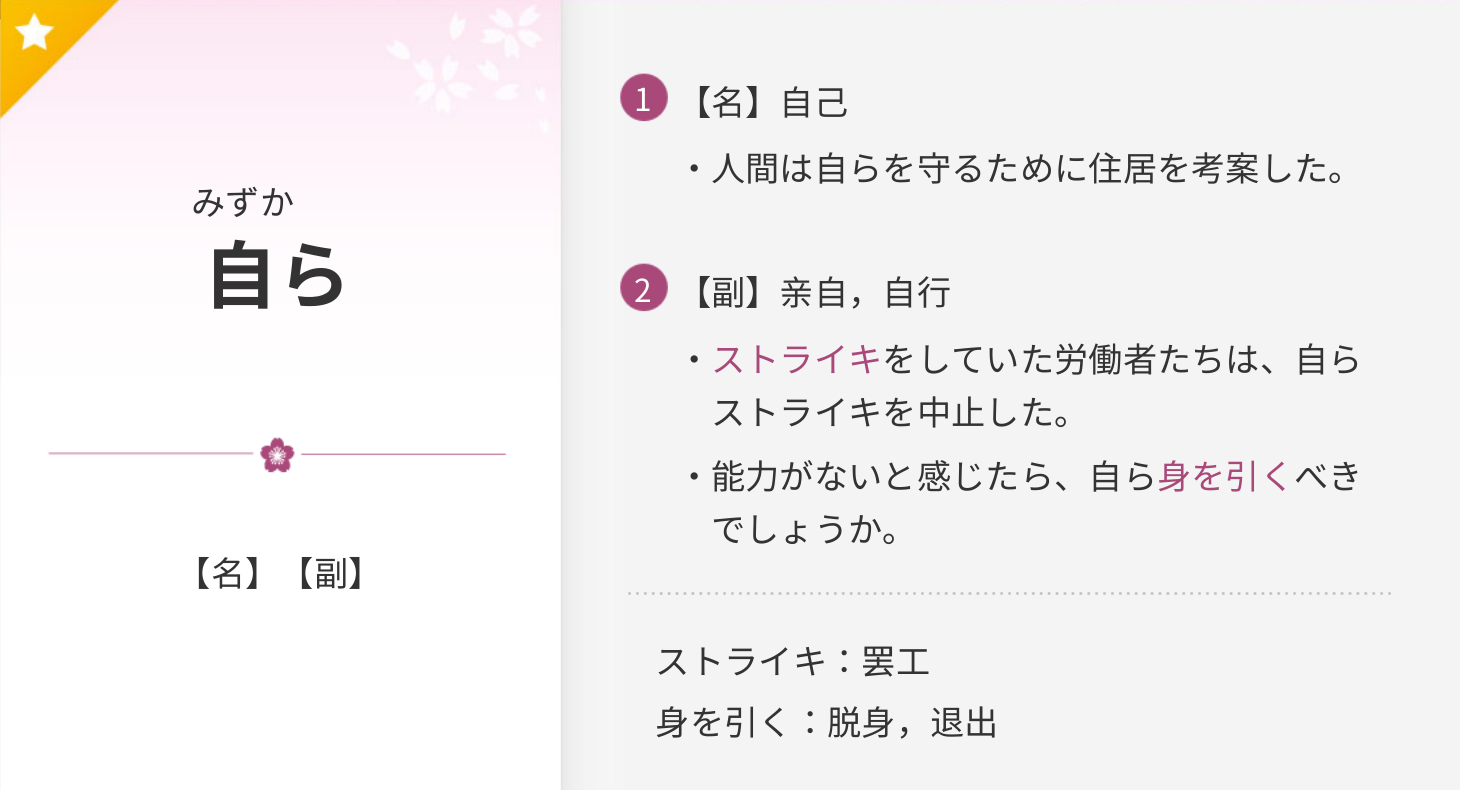 みずか
自ら
【名】【副】
1 【名】自己
・人間は自らを守るために住居を考案した。
2 【副】亲自，自行
・ストライキをしていた労働者たちは、自ら
ストライキを中止した。
・能力がないと感じたら、自ら身を引くべき
でしょうか。
ストライキ：罢工
身を引く：脱身，退出